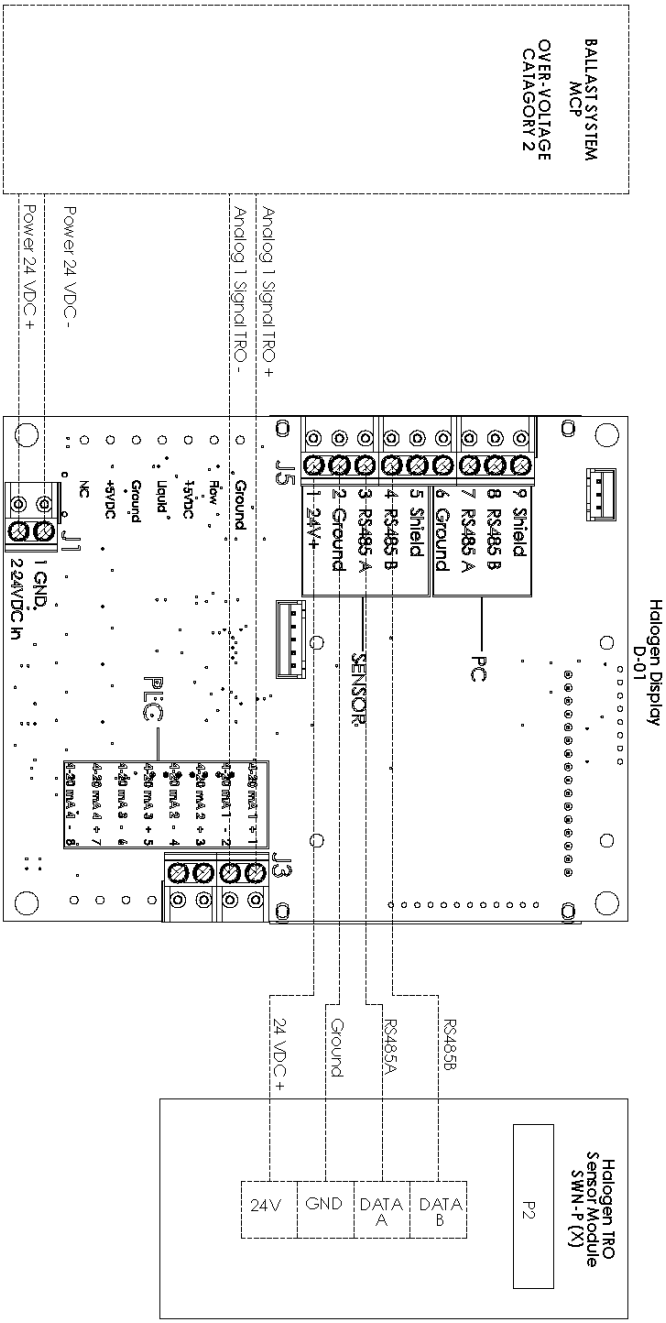 BALLAST SYSTEM
MCP
OVER-VOLTAGE
CATAGORY 2
Analog 1 Signal TRO +
Analog 1 Signal TRO -
Power 24 VDC -
Power 24 VDC +
Halogen Display
D-01
9 Shield
8 RS485 B
7 RS485 A
6 Ground
5 Shield
4 RS485 B
3 RS485 A
2 Ground
1 24V+
J5
PC
SENSOR
Ground
Flow
15VDC
Liquid
Ground
+5VDC
NC
J1
1 GND
2 24VDC In
PLC
J3
4-20 mA 1 + 1
4-20 mA 1 - 2
4-20 mA 2 + 3
4-20 mA 2 - 4
4-20 mA 3 + 5
4-20 mA 3 - 6
4-20 mA 4 + 7
4-20 mA 4 - 8
RS485B
RS485A
Ground
24 VDC +
Halogen TRO
Sensor Module
SWN-P (X)
P2
DATA
B
DATA
A
GND
24V